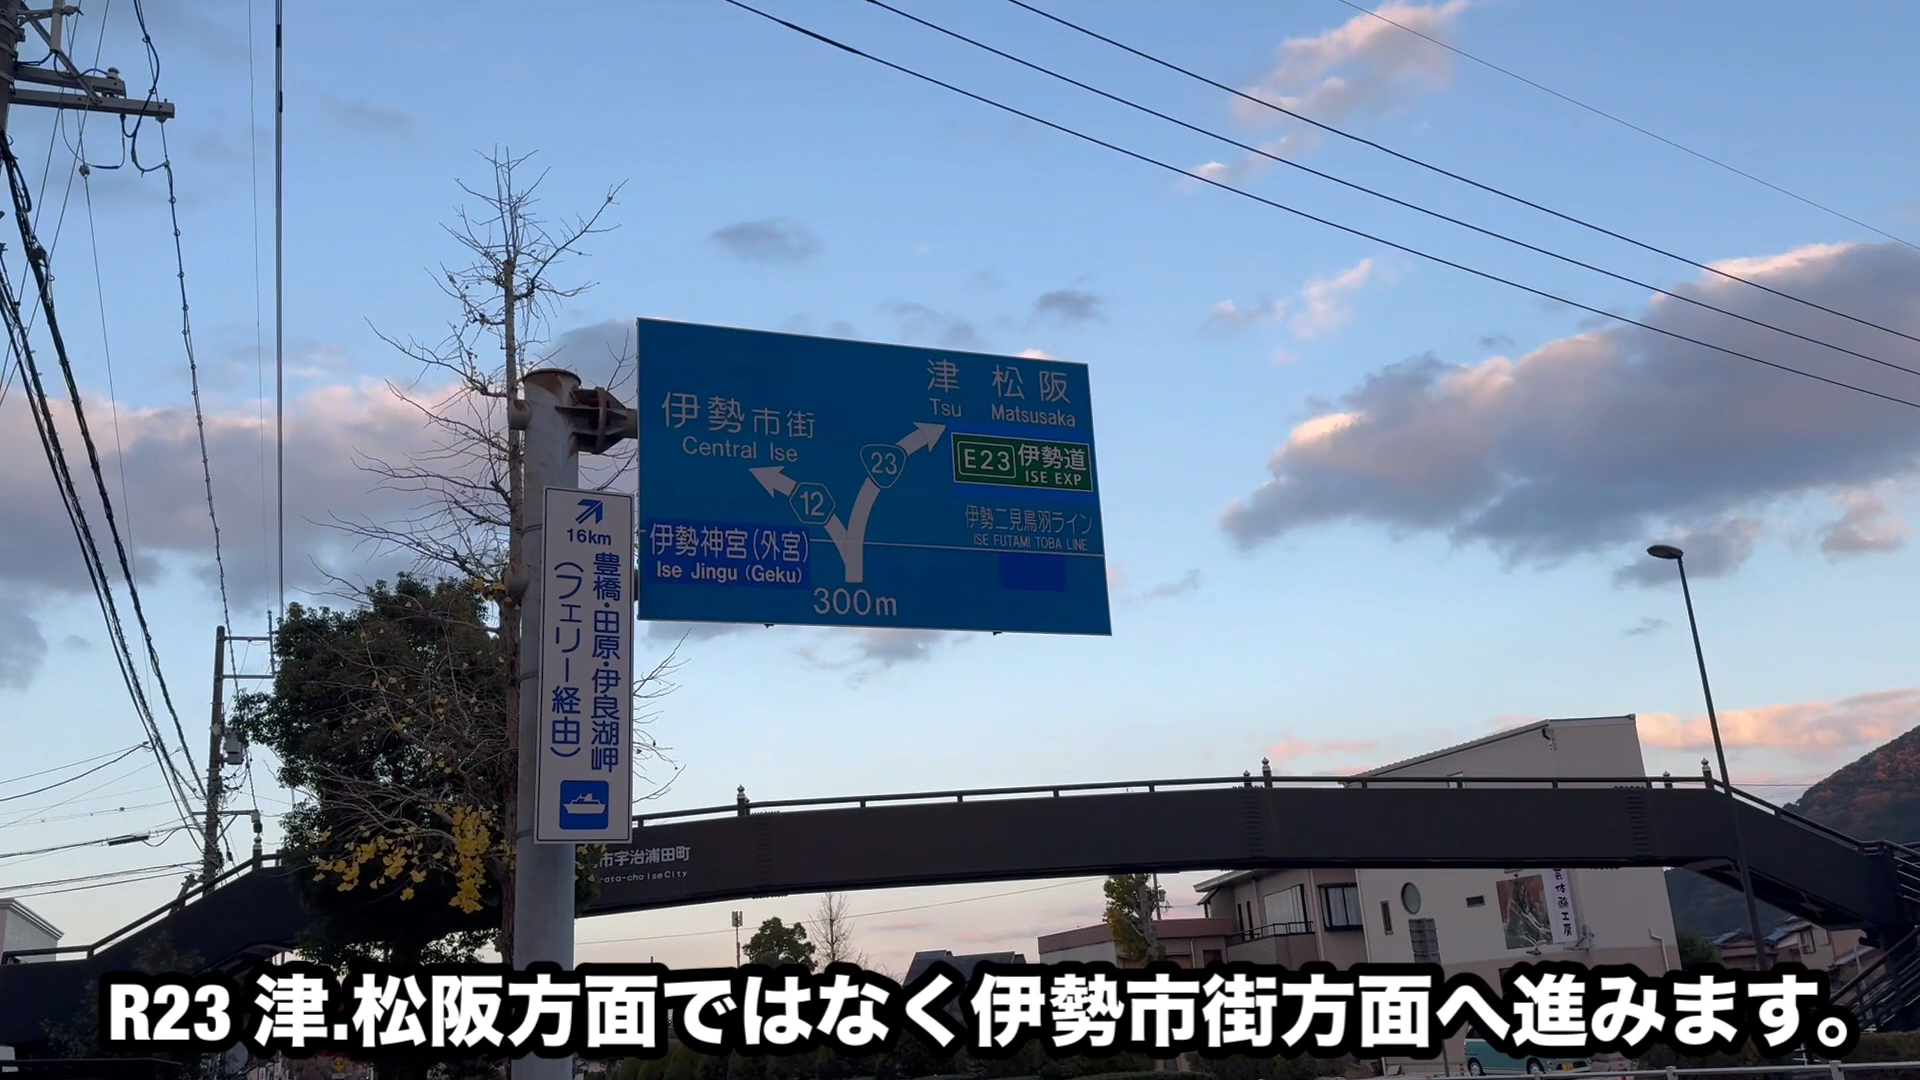 伊勢市街
Central Ise
12
伊勢神宮(外宮)
Ise Jingu (Geku)
津 松阪
Tsu Matsusaka
23
E23 伊勢道
ISE EXP
伊勢二見鳥羽ライン
ISE FUTAMI TOBA LINE
300m
16km
豊橋・田原・伊良湖岬
(フェリー経由)
市宇治浦田町
rata-cho Ise City
R23 津.松阪方面ではなく伊勢市街方面へ進みます。